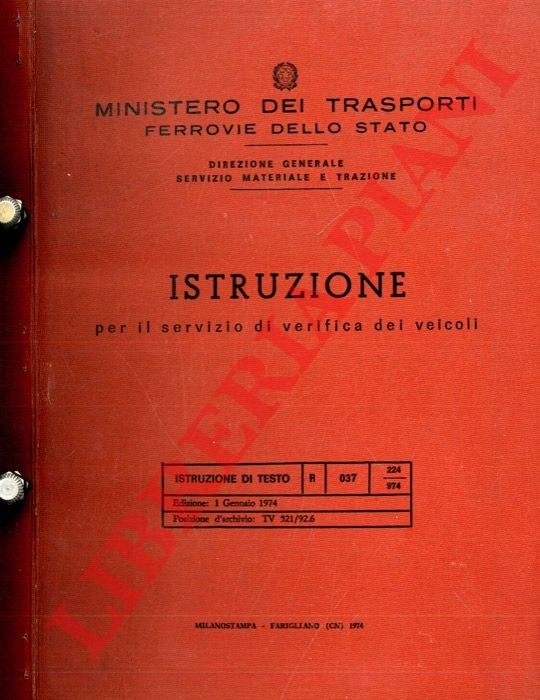 MINISTERO DEI TRASPORTI
FERROVIE DELLO STATO
DIREZIONE GENERALE
SERVIZIO MATERIALE E TRAZIONE
ISTRUZIONE
per il servizio di verifica dei veicoli
ISTRUZIONE DI TESTO R 037 224
974
Edizione: 1 Gennaio 1974
Posizione d'archivio: TV 521/92.6
MILANOSTAMPA - FARIGLIANO (CN) 1974
LIBRERIA PIANI